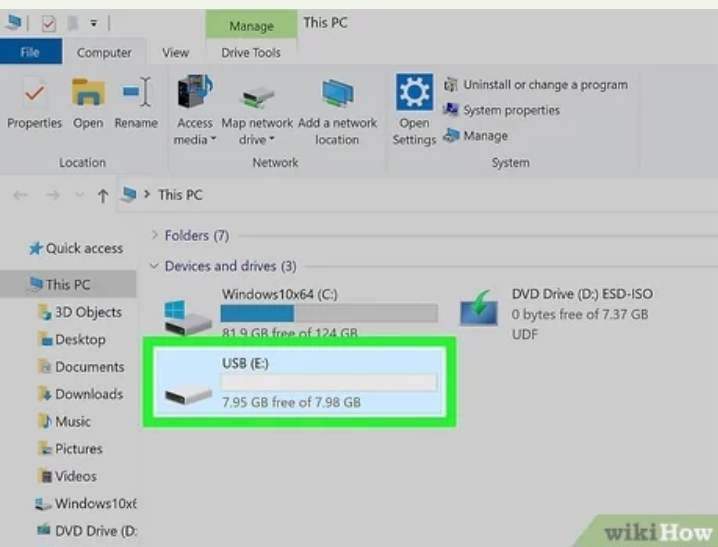 Manage
This PC
File
Computer
View
Drive Tools
Properties
Open
Rename
Access media
Map network drive
Add a network location
Open Settings
Uninstall or change a program
System properties
Manage
Location
Network
System
This PC
Quick access
This PC
3D Objects
Desktop
Documents
Downloads
Music
Pictures
Videos
Windows10x6
DVD Drive (D:
Folders (7)
Devices and drives (3)
Windows10x64 (C:)
81.9 GB free of 124 GB
DVD Drive (D:) ESD-ISO
0 bytes free of 7.37 GB
UDF
USB (E:)
7.95 GB free of 7.98 GB
wikiHow